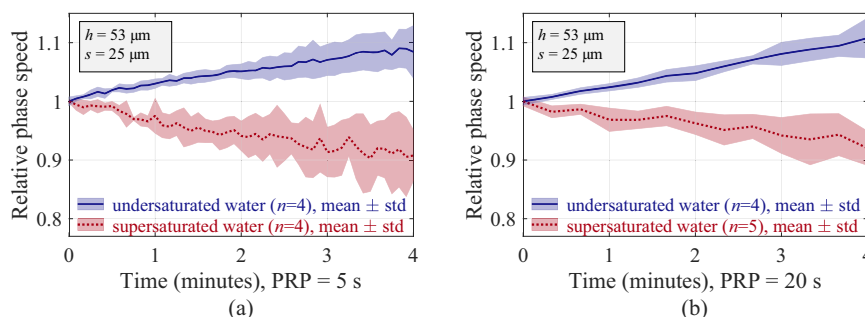 Relative phase speed
1.1
1
0.9
0.8
h = 53 μm
s = 25 μm
undersaturated water (n=4), mean ± std
supersaturated water (n=4), mean ± std
0 1 2 3 4
Time (minutes), PRP = 5 s
(a)
Relative phase speed
1.1
1
0.9
0.8
h = 53 μm
s = 25 μm
undersaturated water (n=4), mean ± std
supersaturated water (n=5), mean ± std
0 1 2 3 4
Time (minutes), PRP = 20 s
(b)